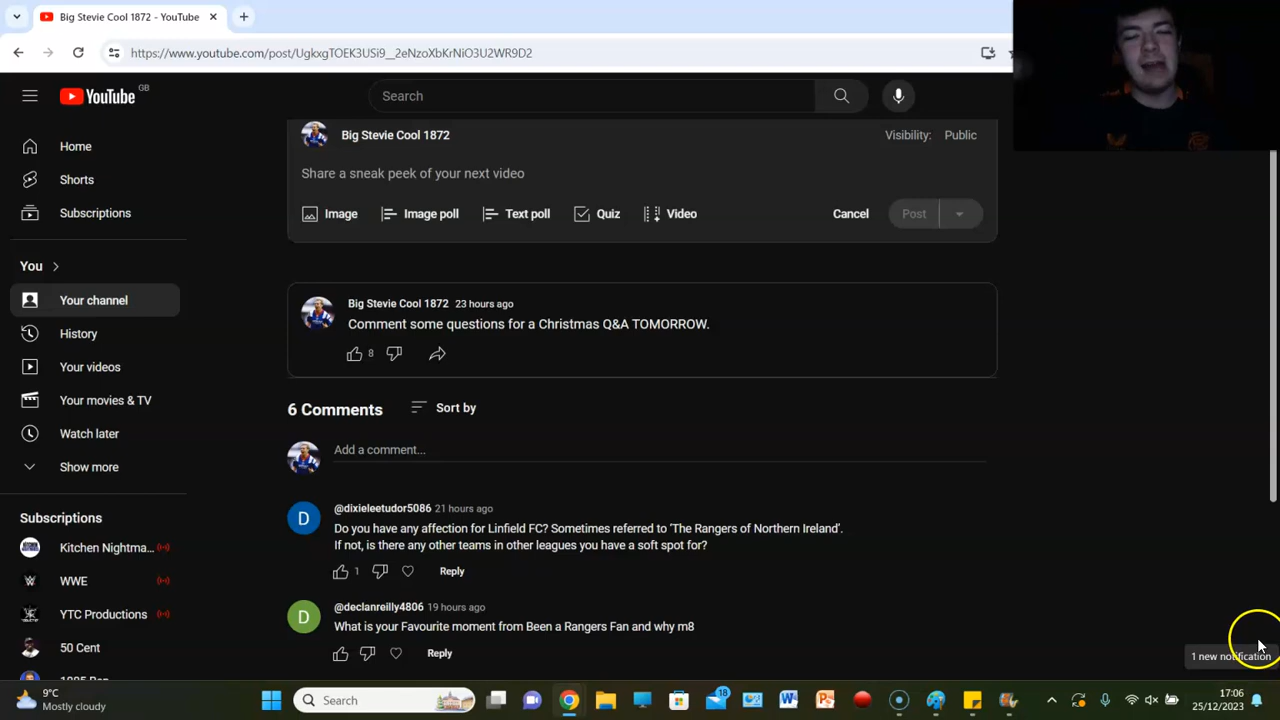 Big Stevie Cool 1872 - YouTube
https://www.youtube.com/post/UgkxgTOEK3USi9__2eNzoXbKrNiO3U2WR9D2
YouTube GB
Search
Home
Shorts
Subscriptions
You
Your channel
History
Your videos
Your movies & TV
Watch later
Show more
Subscriptions
Kitchen Nightma...
WWE
YTC Productions
50 Cent
Big Stevie Cool 1872
Visibility: Public
Share a sneak peek of your next video
Image
Image poll
Text poll
Quiz
Video
Cancel
Post
Big Stevie Cool 1872 23 hours ago
Comment some questions for a Christmas Q&A TOMORROW.
8
6 Comments
Sort by
Add a comment...
D
@dixieleetudor5086 21 hours ago
Do you have any affection for Linfield FC? Sometimes referred to 'The Rangers of Northern Ireland'.
If not, is there any other teams in other leagues you have a soft spot for?
1
Reply
D
@declanreilly4806 19 hours ago
What is your Favourite moment from Been a Rangers Fan and why m8
Reply
1 new notification
9°C
Mostly cloudy
Search
18
17:06
25/12/2023